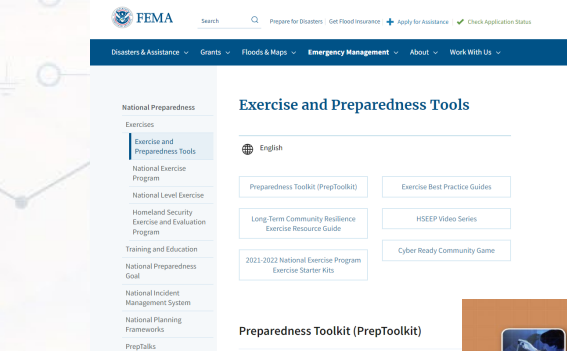 FEMA
Search
Prepare for Disasters
Get Flood Insurance
Apply for Assistance
Check Application Status
Disasters & Assistance
Grants
Floods & Maps
Emergency Management
About
Work With Us
National Preparedness
Exercises
Exercise and
Preparedness Tools
National Exercise
Program
National Level Exercise
Homeland Security
Exercise and Evaluation
Program
Training and Education
National Preparedness
Goal
National Incident
Management System
National Planning
Frameworks
PrepTalks
Exercise and Preparedness Tools
English
Preparedness Toolkit (PrepToolkit)
Exercise Best Practice Guides
Long-Term Community Resilience
Exercise Resource Guide
HSEEP Video Series
2021-2022 National Exercise Program
Exercise Starter Kits
Cyber Ready Community Game
Preparedness Toolkit (PrepToolkit)